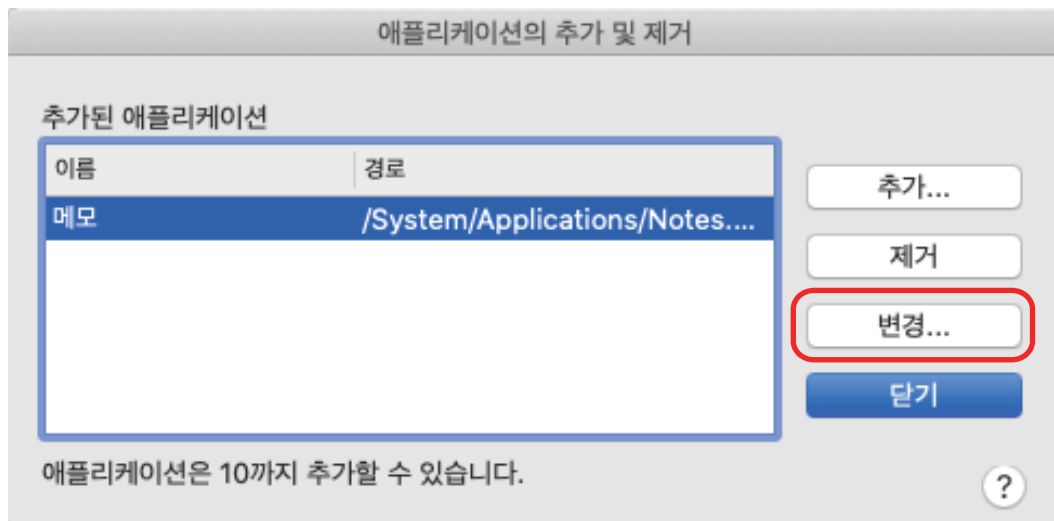 애플리케이션의 추가 및 제거
추가된 애플리케이션
이름 경로
메모 /System/Applications/Notes....
추가...
제거
변경...
닫기
애플리케이션은 10까지 추가할 수 있습니다.
?